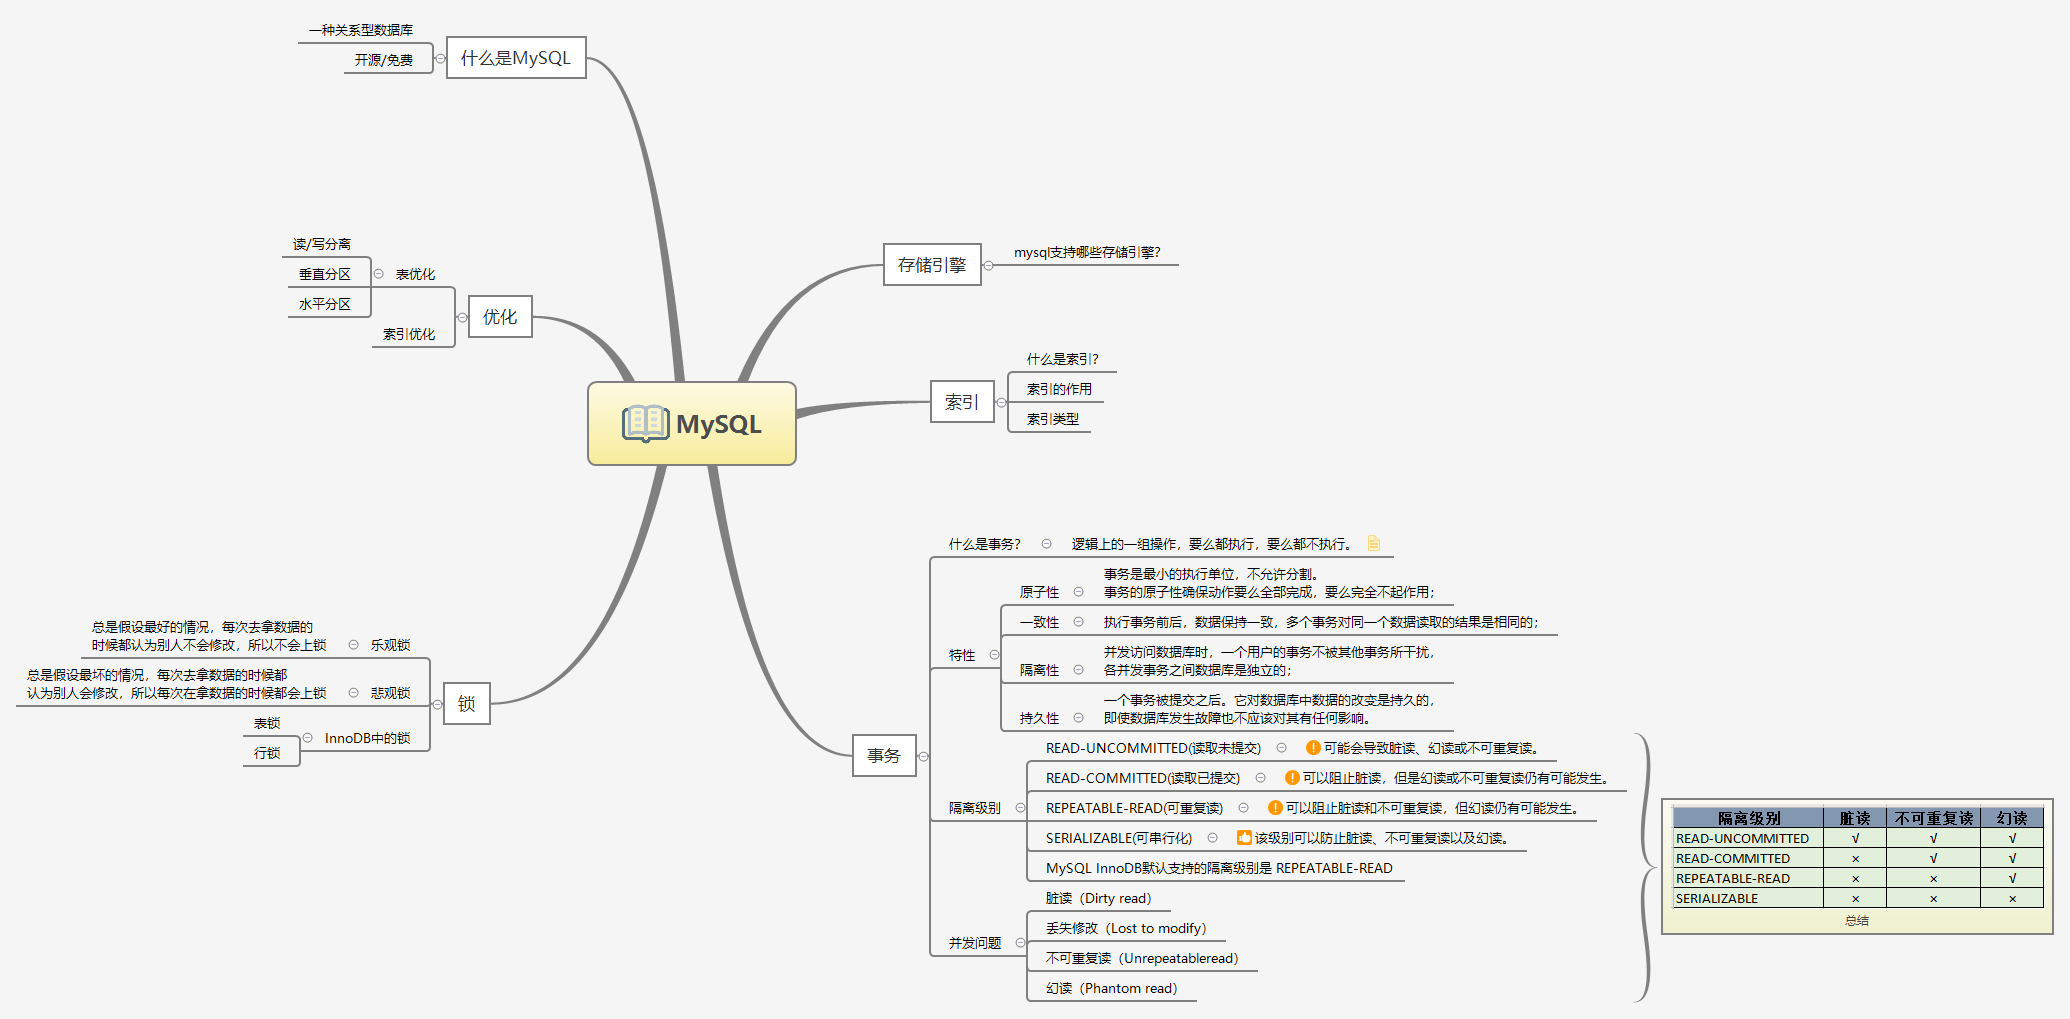 MySQL
什么是MySQL
一种关系型数据库
开源/免费
优化
表优化
读/写分离
垂直分区
水平分区
索引优化
锁
乐观锁
总是假设最好的情况，每次去拿数据的
时候都认为别人不会修改，所以不会上锁
悲观锁
总是假设最坏的情况，每次去拿数据的时候都
认为别人会修改，所以每次在拿数据的时候都会上锁
InnoDB中的锁
表锁
行锁
存储引擎
mysql支持哪些存储引擎?
索引
什么是索引?
索引的作用
索引类型
事务
什么是事务?
逻辑上的一组操作，要么都执行，要么都不执行。
特性
原子性
事务是最小的执行单位，不允许分割。
事务的原子性确保动作要么全部完成，要么完全不起作用；
一致性
执行事务前后，数据保持一致，多个事务对同一个数据读取的结果是相同的；
隔离性
并发访问数据库时，一个用户的事务不被其他事务所干扰，
各并发事务之间数据库是独立的；
持久性
一个事务被提交之后。它对数据库中数据的改变是持久的，
即使数据库发生故障也不应该对其有任何影响。
隔离级别
READ-UNCOMMITTED(读取未提交)
可能会导致脏读、幻读或不可重复读。
READ-COMMITTED(读取已提交)
可以阻止脏读，但是幻读或不可重复读仍有可能发生。
REPEATABLE-READ(可重复读)
可以阻止脏读和不可重复读，但幻读仍有可能发生。
SERIALIZABLE(可串行化)
该级别可以防止脏读、不可重复读以及幻读。
MySQL InnoDB默认支持的隔离级别是 REPEATABLE-READ
并发问题
脏读（Dirty read）
丢失修改（Lost to modify）
不可重复读（Unrepeatableread）
幻读（Phantom read）
隔离级别 脏读 不可重复读 幻读
READ-UNCOMMITTED √ √ √
READ-COMMITTED × √ √
REPEATABLE-READ × × √
SERIALIZABLE × × ×
总结